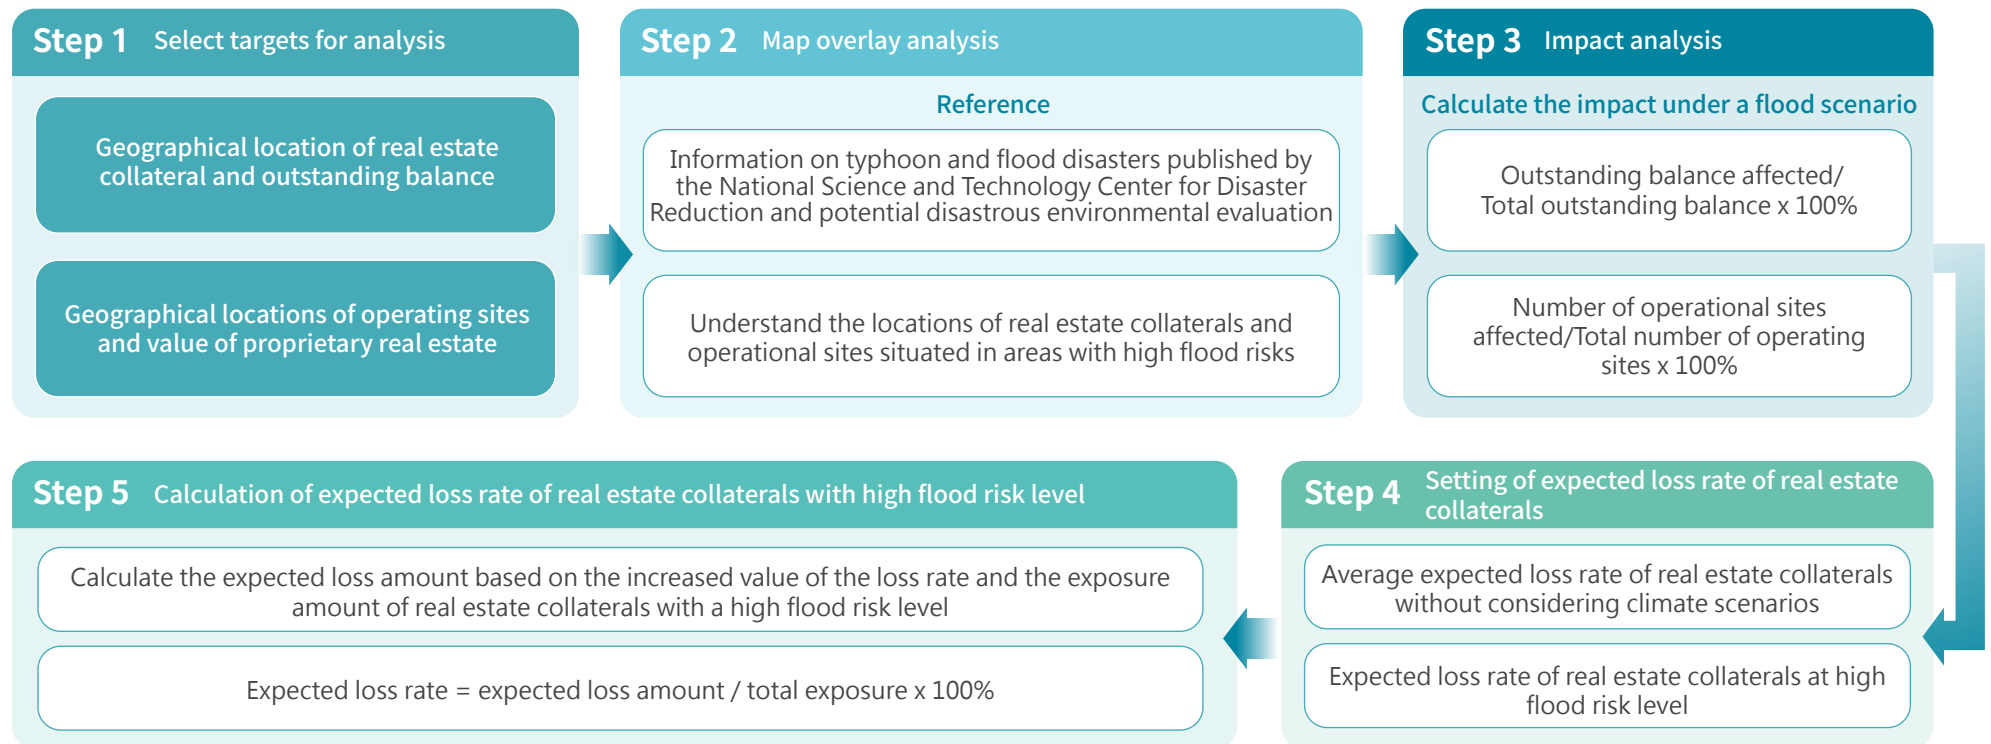 Step 1 Select targets for analysis
Geographical location of real estate
collateral and outstanding balance
Geographical locations of operating sites
and value of proprietary real estate
Step 2 Map overlay analysis
Reference
Information on typhoon and flood disasters published by
the National Science and Technology Center for Disaster
Reduction and potential disastrous environmental evaluation
Understand the locations of real estate collaterals and
operational sites situated in areas with high flood risks
Step 3 Impact analysis
Calculate the impact under a flood scenario
Outstanding balance affected/
Total outstanding balance x 100%
Number of operational sites
affected/Total number of operating
sites x 100%
Step 4 Setting of expected loss rate of real estate
collaterals
Average expected loss rate of real estate collaterals
without considering climate scenarios
Expected loss rate of real estate collaterals at high
flood risk level
Step 5 Calculation of expected loss rate of real estate collaterals with high flood risk level
Calculate the expected loss amount based on the increased value of the loss rate and the exposure
amount of real estate collaterals with a high flood risk level
Expected loss rate = expected loss amount / total exposure x 100%